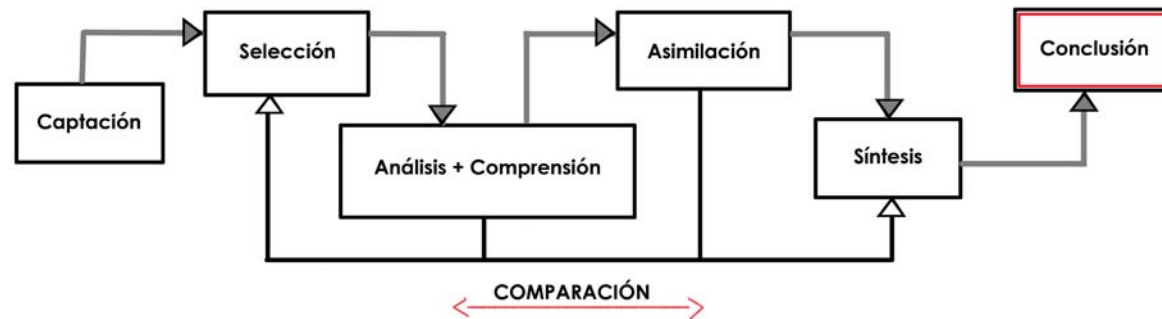 Captación
Selección
Análisis + Comprensión
Asimilación
Síntesis
Conclusión
COMPARACIÓN